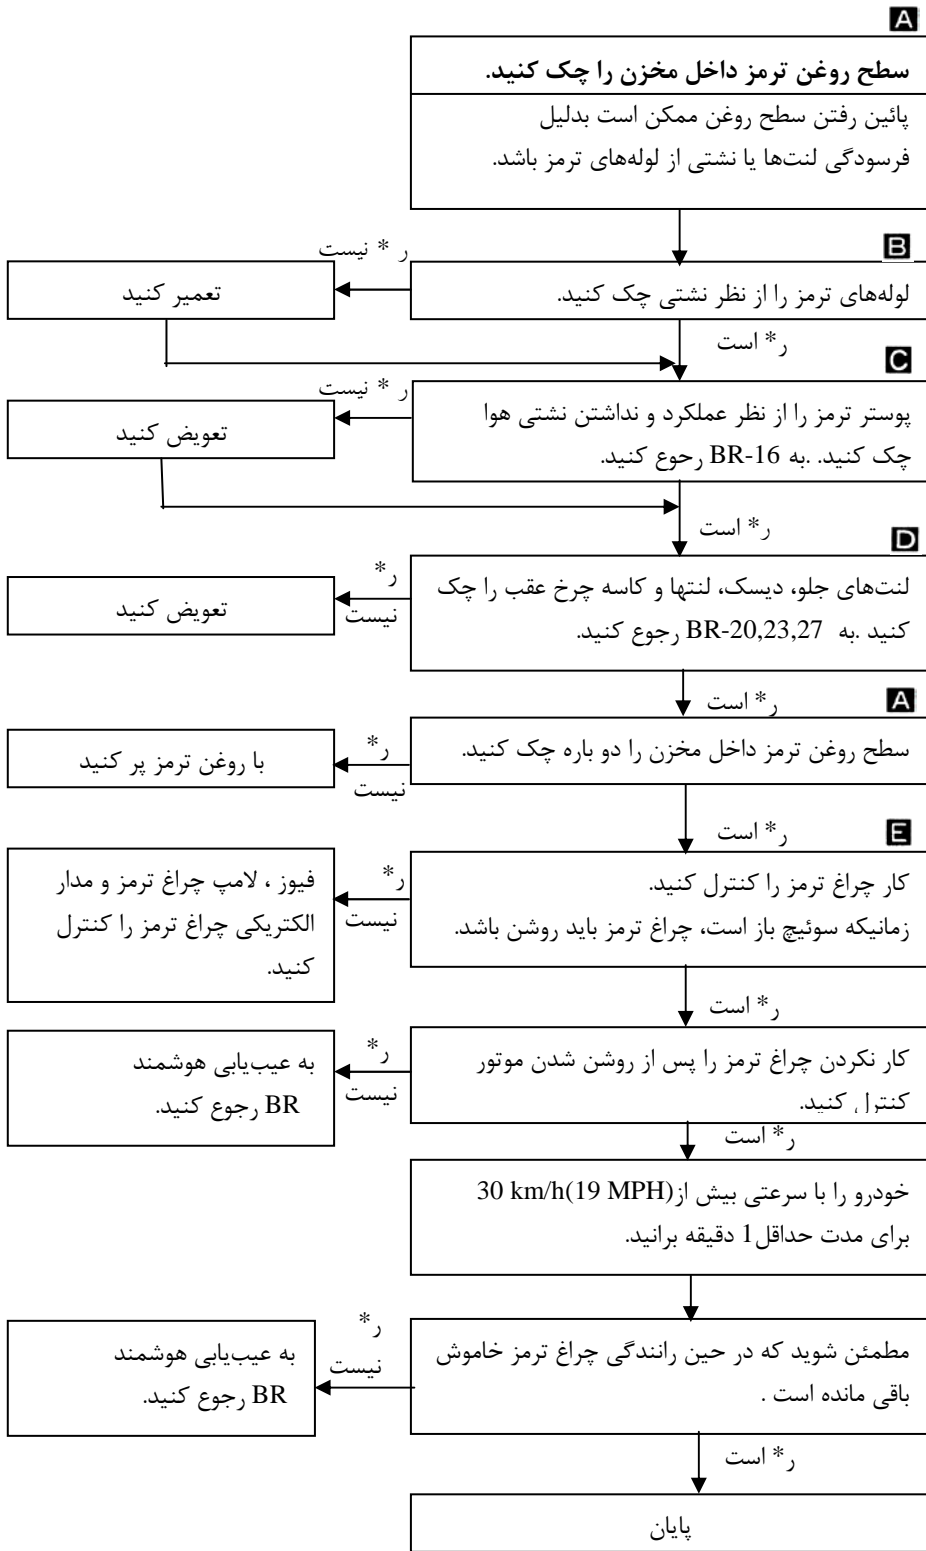 A
سطح روغن ترمز داخل مخزن را چک کنید.
پائین رفتن سطح روغن ممکن است بدلیل
فرسودگی لنت‌ها یا نشتی از لوله‌های ترمز باشد.
B
ر * نیست
لوله‌های ترمز را از نظر نشتی چک کنید.
تعمیر کنید
ر* است
C
ر * نیست
پوستر ترمز را از نظر عملکرد و نداشتن نشتی هوا
چک کنید. .به BR-16 رحوع کنید.
تعویض کنید
ر* است
D
ر*
نیست
لنت‌های جلو، دیسک، لنتها و کاسه چرخ عقب را چک
کنید .به BR-20,23,27 رجوع کنید.
تعویض کنید
ر* است
A
سطح روغن ترمز داخل مخزن را دو باره چک کنید.
ر*
نیست
با روغن ترمز پر کنید
ر* است
E
کار چراغ ترمز را کنترل کنید.
زمانیکه سوئیچ باز است، چراغ ترمز باید روشن باشد.
ر*
نیست
فیوز ، لامپ چراغ ترمز و مدار
الکتریکی چراغ ترمز را کنترل
کنید.
ر* است
کار نکردن چراغ ترمز را پس از روشن شدن موتور
کنترل کنید.
ر*
نیست
به عیب‌یابی هوشمند
BR رجوع کنید.
ر* است
خودرو را با سرعتی بیش از 30 km/h(19 MPH)
برای مدت حداقل1 دقیقه برانید.
مطمئن شوید که در حین رانندگی چراغ ترمز خاموش
باقی مانده است .
ر*
نیست
به عیب‌یابی هوشمند
BR رجوع کنید.
ر* است
پایان